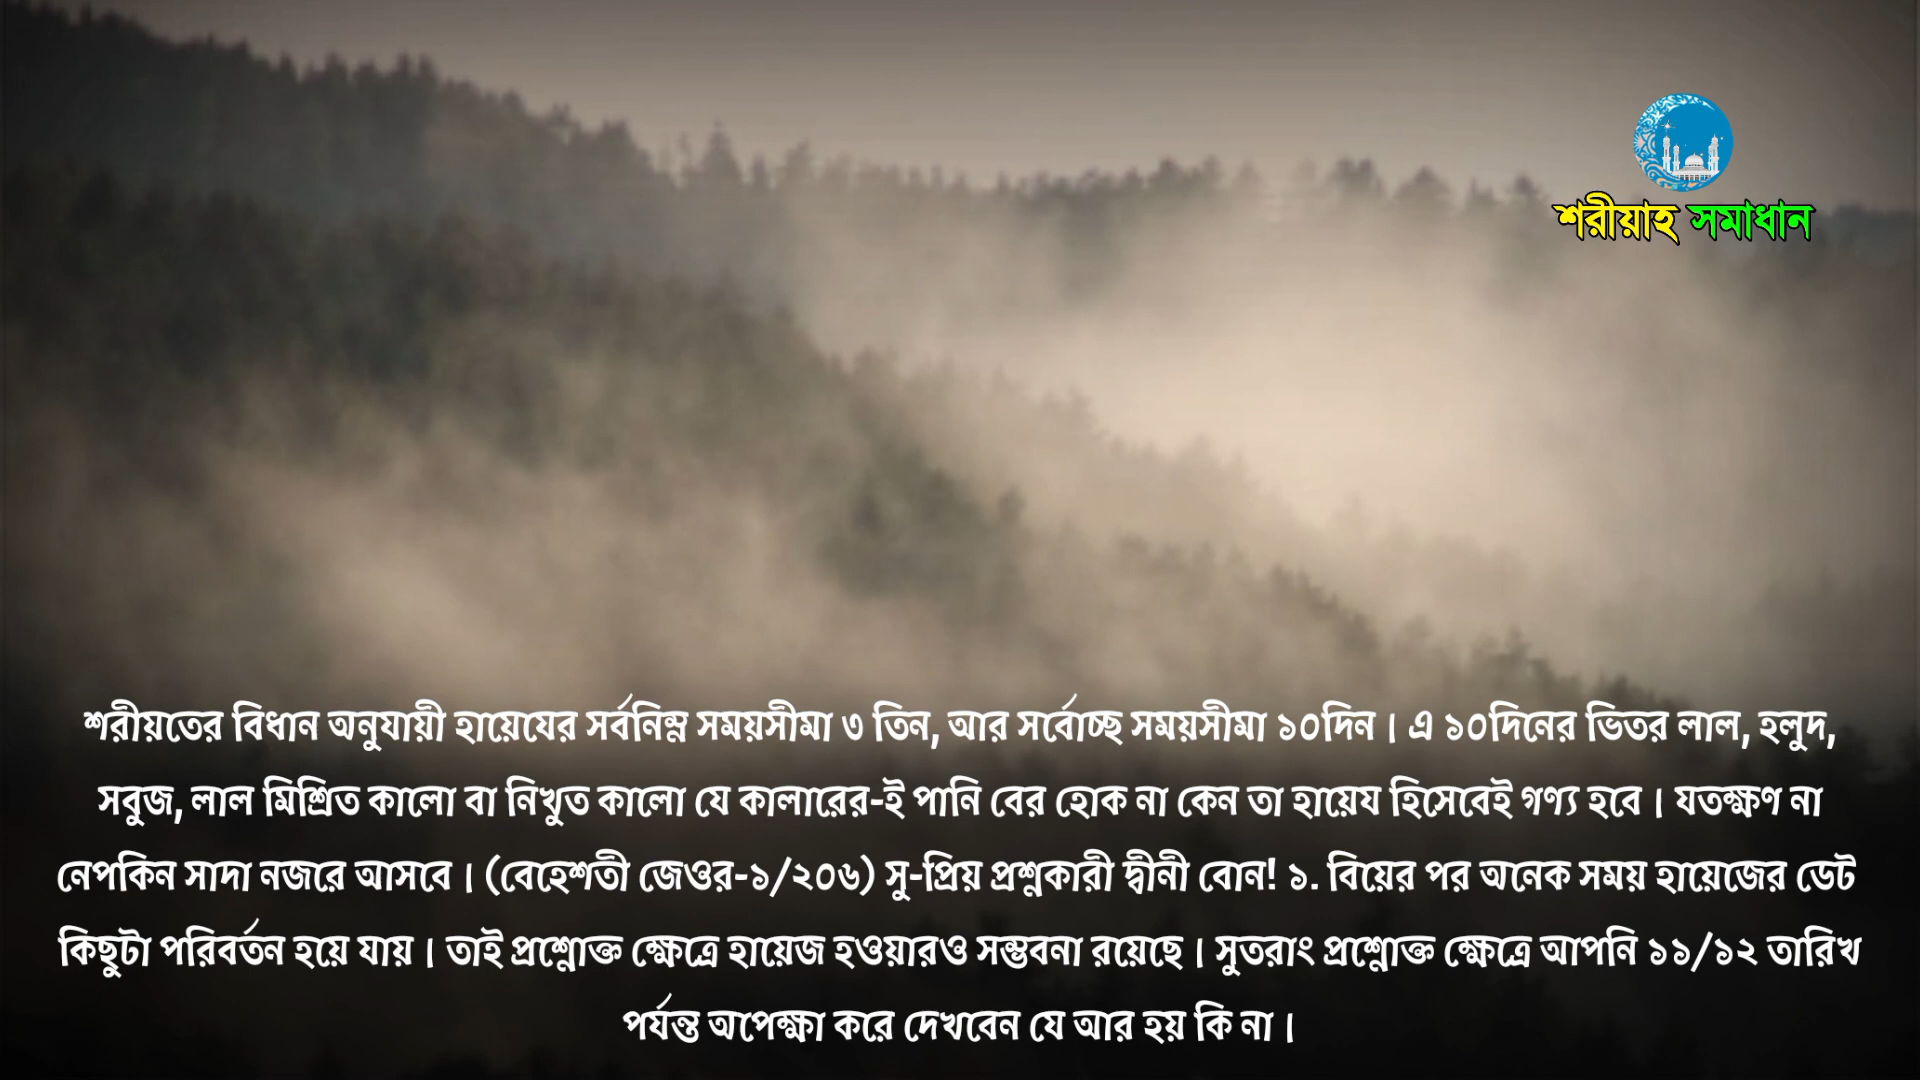 শরীয়াহ সমাধান
শরীয়তের বিধান অনুযায়ী হায়েযের সর্বনিম্ন সময়সীমা ৩ তিন, আর সর্বোচ্ছ সময়সীমা ১০দিন। এ ১০দিনের ভিতর লাল, হলুদ,
সবুজ, লাল মিশ্রিত কালো বা নিখুত কালো যে কালারের-ই পানি বের হোক না কেন তা হায়েয হিসেবেই গণ্য হবে। যতক্ষণ না
নেপকিন সাদা নজরে আসবে। (বেহেশতী জেওর-১/২০৬) সু-প্রিয় প্রশ্নকারী দ্বীনী বোন! ১. বিয়ের পর অনেক সময় হায়েজের ডেট
কিছুটা পরিবর্তন হয়ে যায়। তাই প্রশ্নোক্ত ক্ষেত্রে হায়েজ হওয়ারও সম্ভবনা রয়েছে। সুতরাং প্রশ্নোক্ত ক্ষেত্রে আপনি ১১/১২ তারিখ
পর্যন্ত অপেক্ষা করে দেখবেন যে আর হয় কি না।